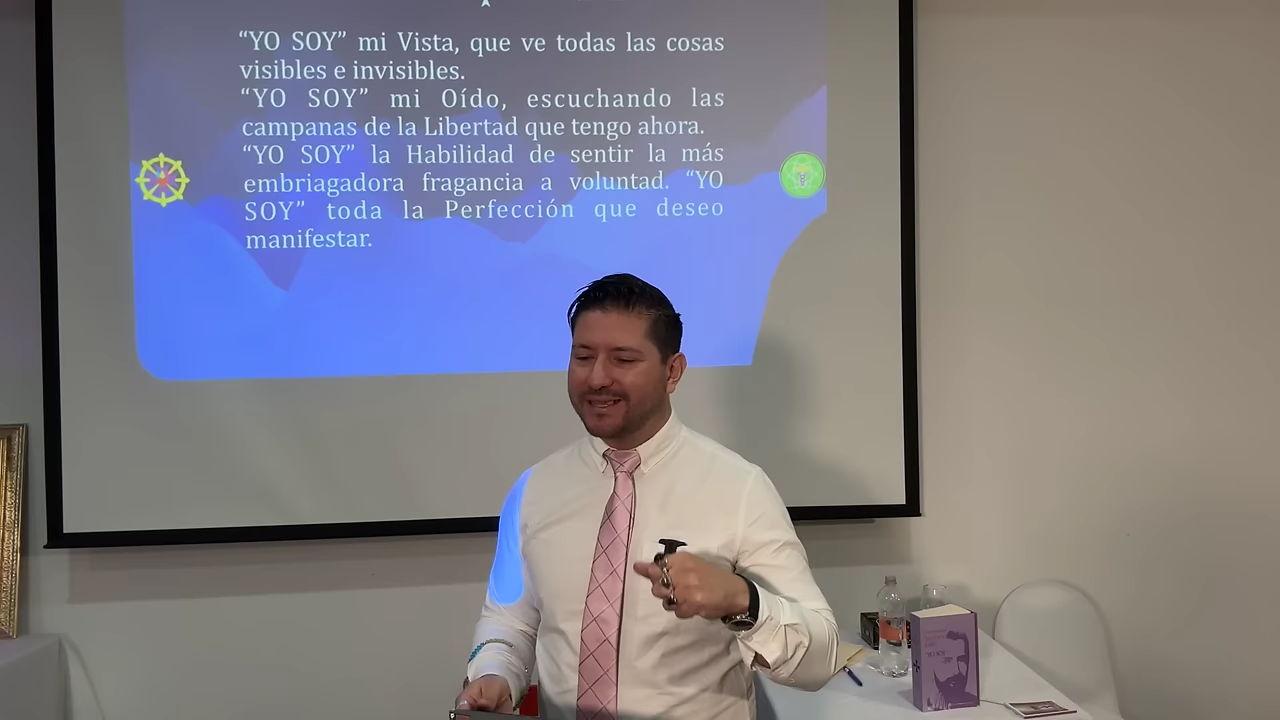 “YO SOY” mi Vista, que ve todas las cosas
visibles e invisibles.
“YO SOY” mi Oído, escuchando las
campanas de la Libertad que tengo ahora.
“YO SOY” la Habilidad de sentir la más
embriagadora fragancia a voluntad. “YO
SOY” toda la Perfección que deseo
manifestar.
"YO SOY"